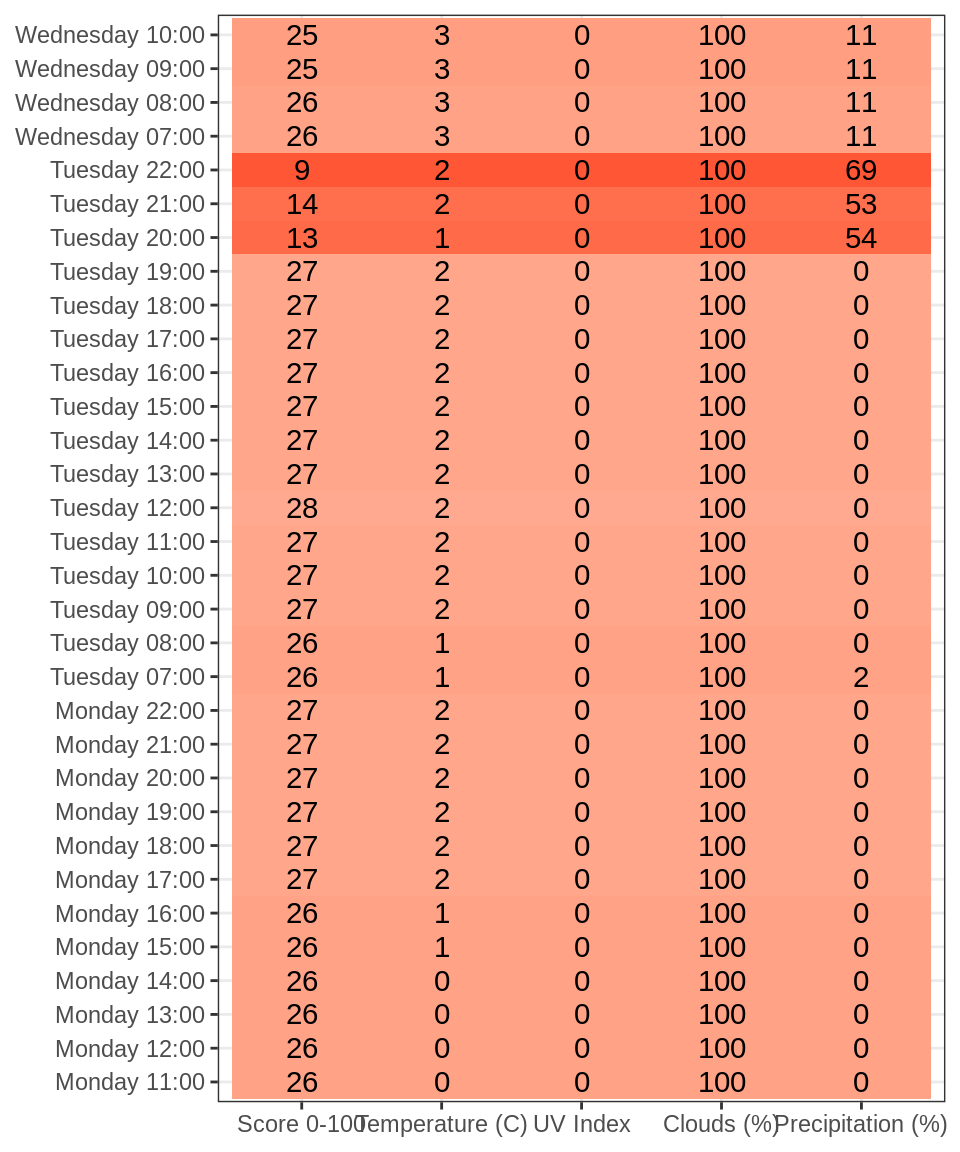 Wednesday 10:00 25 3 0 100 11
Wednesday 09:00 25 3 0 100 11
Wednesday 08:00 26 3 0 100 11
Wednesday 07:00 26 3 0 100 11
Tuesday 22:00 9 2 0 100 69
Tuesday 21:00 14 2 0 100 53
Tuesday 20:00 13 1 0 100 54
Tuesday 19:00 27 2 0 100 0
Tuesday 18:00 27 2 0 100 0
Tuesday 17:00 27 2 0 100 0
Tuesday 16:00 27 2 0 100 0
Tuesday 15:00 27 2 0 100 0
Tuesday 14:00 27 2 0 100 0
Tuesday 13:00 27 2 0 100 0
Tuesday 12:00 28 2 0 100 0
Tuesday 11:00 27 2 0 100 0
Tuesday 10:00 27 2 0 100 0
Tuesday 09:00 27 2 0 100 0
Tuesday 08:00 26 1 0 100 0
Tuesday 07:00 26 1 0 100 2
Monday 22:00 27 2 0 100 0
Monday 21:00 27 2 0 100 0
Monday 20:00 27 2 0 100 0
Monday 19:00 27 2 0 100 0
Monday 18:00 27 2 0 100 0
Monday 17:00 27 2 0 100 0
Monday 16:00 26 1 0 100 0
Monday 15:00 26 1 0 100 0
Monday 14:00 26 0 0 100 0
Monday 13:00 26 0 0 100 0
Monday 12:00 26 0 0 100 0
Monday 11:00 26 0 0 100 0
Score 0-100 Temperature (C) UV Index Clouds (%) Precipitation (%)